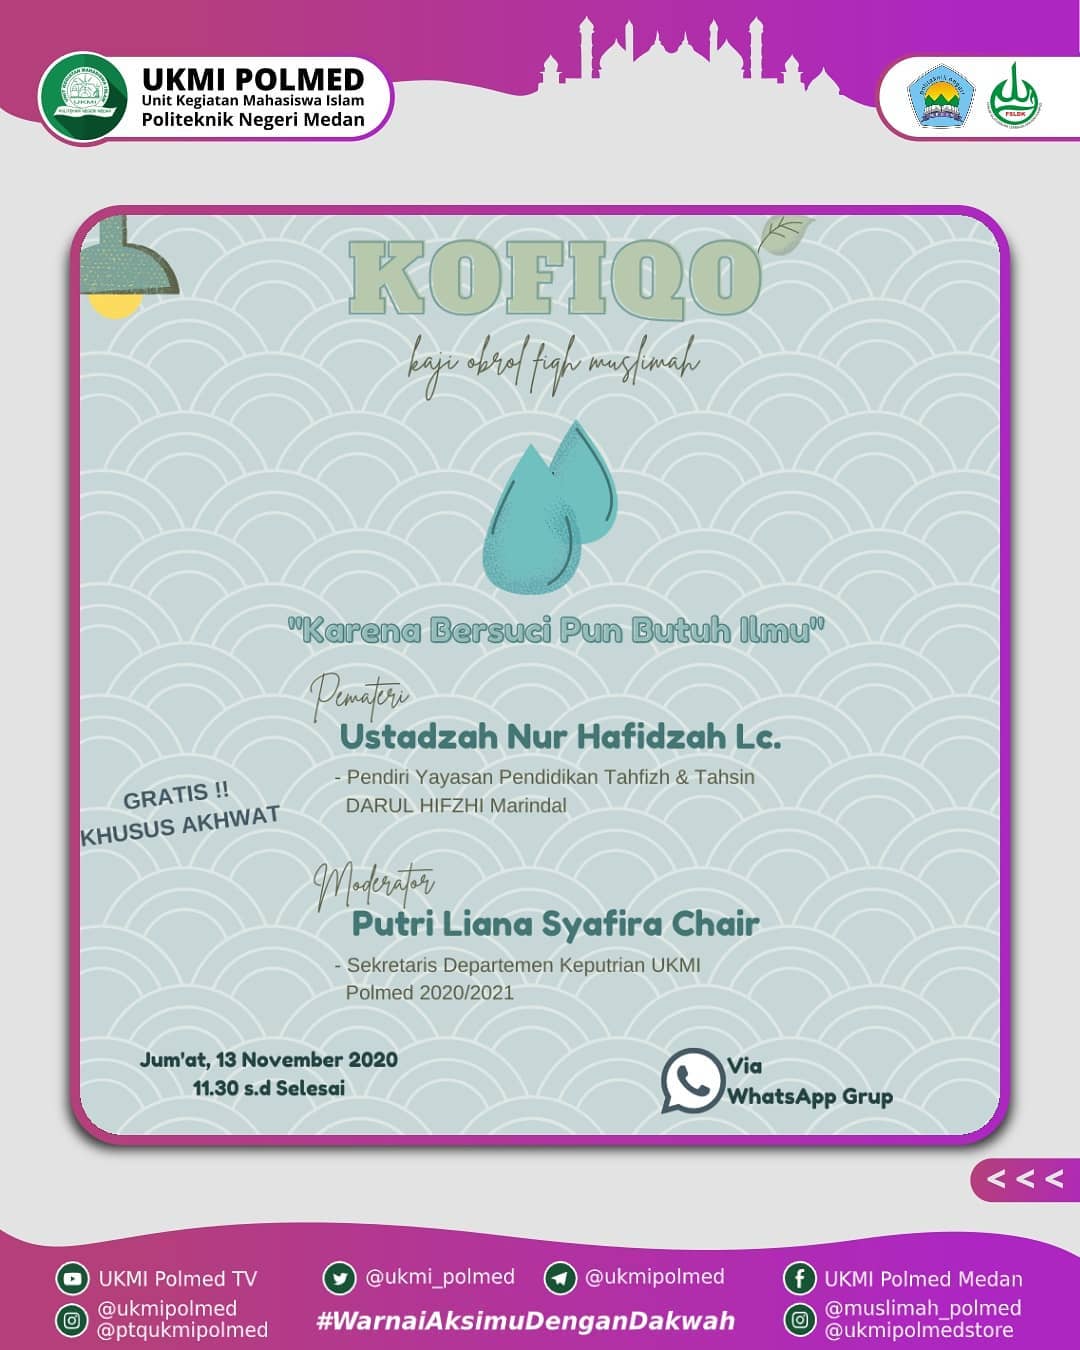 UKMI POLMED
Unit Kegiatan Mahasiswa Islam
Politeknik Negeri Medan
UKMI
FSLDK
KOFIQO
kaji obrol fiqh muslimah
"Karena Bersuci Pun Butuh Ilmu"
Pemateri
Ustadzah Nur Hafidzah Lc.
- Pendiri Yayasan Pendidikan Tahfizh & Tahsin
DARUL HIFZHI Marindal
GRATIS !!
KHUSUS AKHWAT
Moderator
Putri Liana Syafira Chair
- Sekretaris Departemen Keputrian UKMI
Polmed 2020/2021
Jum'at, 13 November 2020
11.30 s.d Selesai
Via
WhatsApp Grup
< < <
UKMI Polmed TV
@ukmi_polmed
@ukmipolmed
UKMI Polmed Medan
@ukmipolmed
@ptqukmipolmed
#WarnaiAksimuDenganDakwah
@muslimah_polmed
@ukmipolmedstore